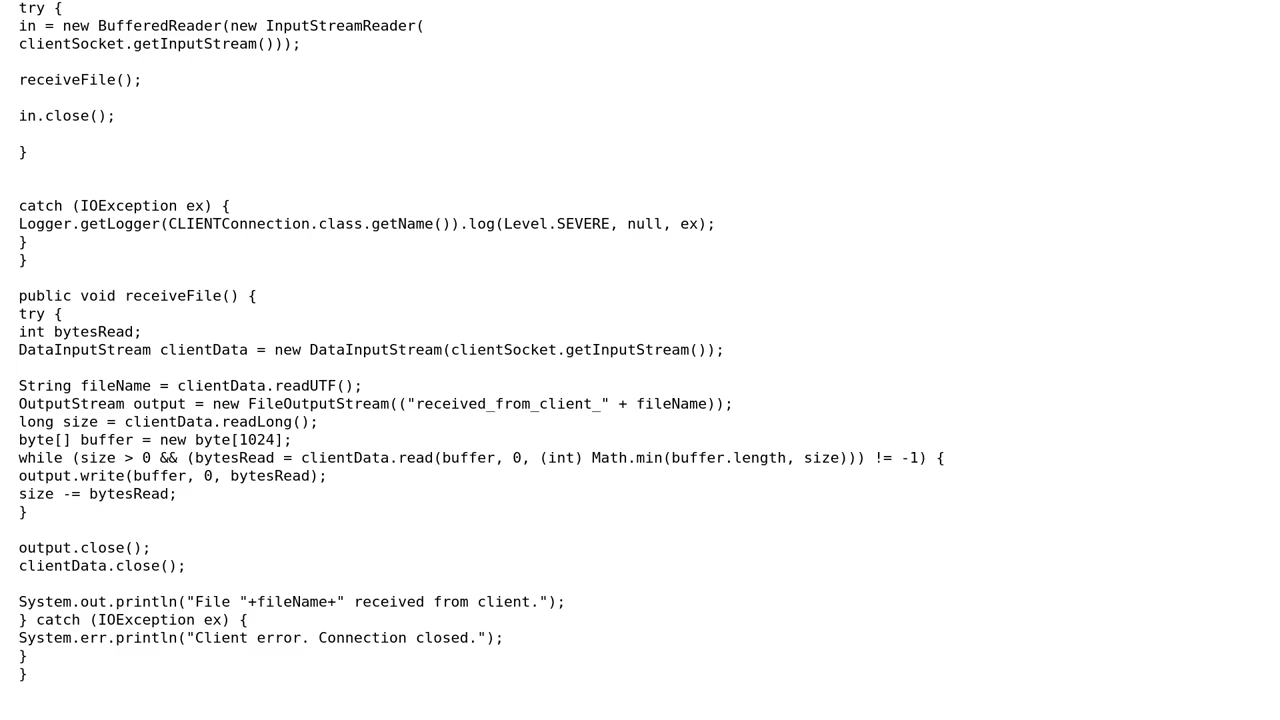 try {
in = new BufferedReader(new InputStreamReader(
clientSocket.getInputStream()));
receiveFile();
in.close();
}
catch (IOException ex) {
Logger.getLogger(CLIENTConnection.class.getName()).log(Level.SEVERE, null, ex);
}
}
public void receiveFile() {
try {
int bytesRead;
DataInputStream clientData = new DataInputStream(clientSocket.getInputStream());
String fileName = clientData.readUTF();
OutputStream output = new FileOutputStream(("received_from_client_" + fileName));
long size = clientData.readLong();
byte[] buffer = new byte[1024];
while (size > 0 && (bytesRead = clientData.read(buffer, 0, (int) Math.min(buffer.length, size))) != -1) {
output.write(buffer, 0, bytesRead);
size -= bytesRead;
}
output.close();
clientData.close();
System.out.println("File "+fileName+" received from client.");
} catch (IOException ex) {
System.err.println("Client error. Connection closed.");
}
}